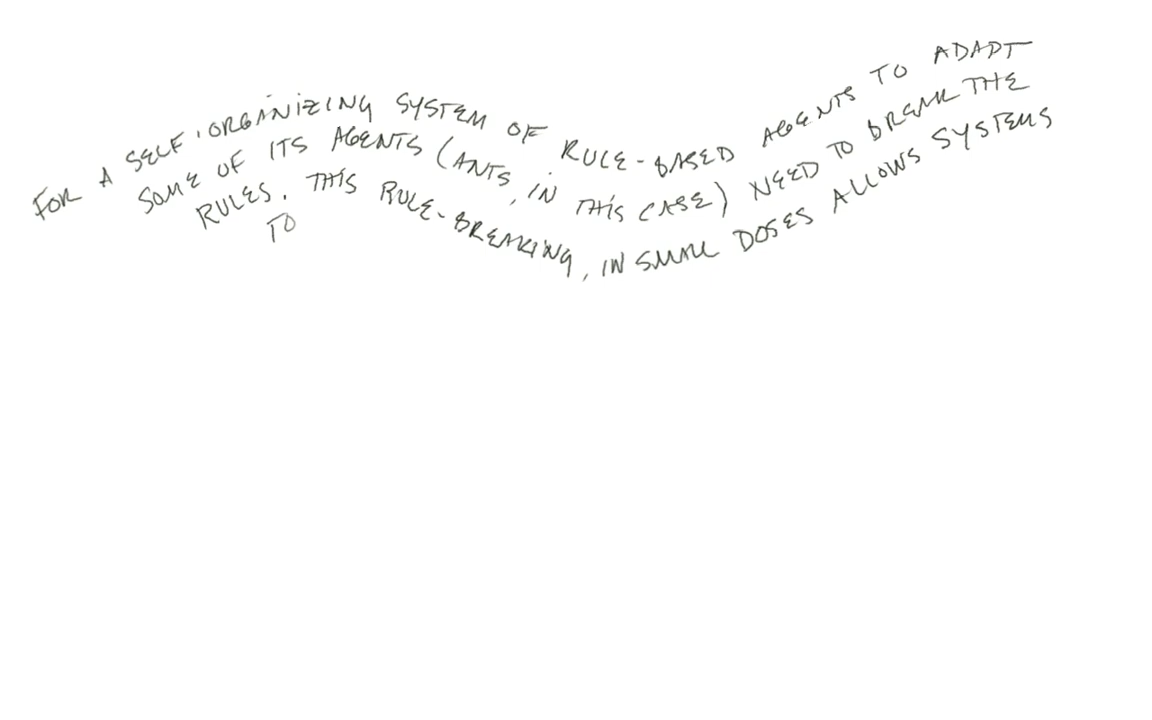 FOR A SELF-ORGANIZING SYSTEM OF RULE-BASED AGENTS TO ADAPT
SOME OF ITS AGENTS (ANTS, IN THIS CASE) NEED TO BREAK THE
RULES. THIS RULE-BREAKING, IN SMALL DOSES ALLOWS SYSTEMS
TO